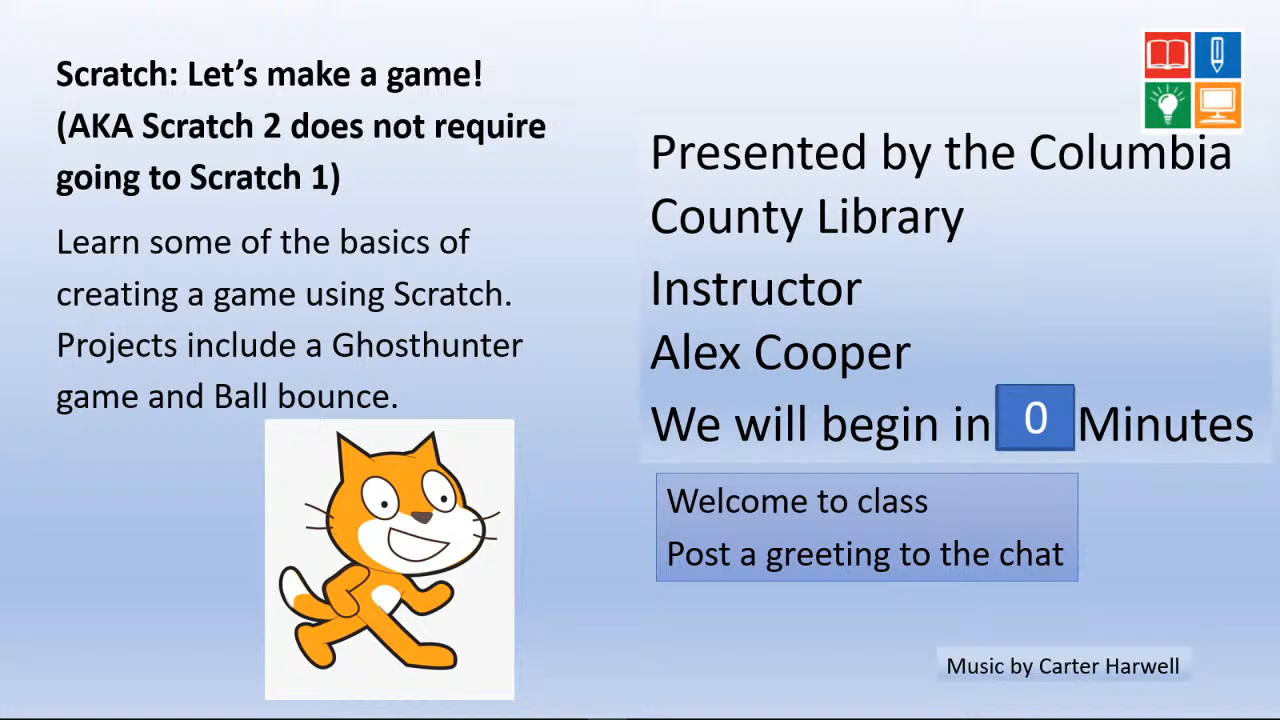 Scratch: Let’s make a game!
(AKA Scratch 2 does not require
going to Scratch 1)
Learn some of the basics of
creating a game using Scratch.
Projects include a Ghosthunter
game and Ball bounce.
Presented by the Columbia
County Library
Instructor
Alex Cooper
We will begin in 0 Minutes
Welcome to class
Post a greeting to the chat
Music by Carter Harwell